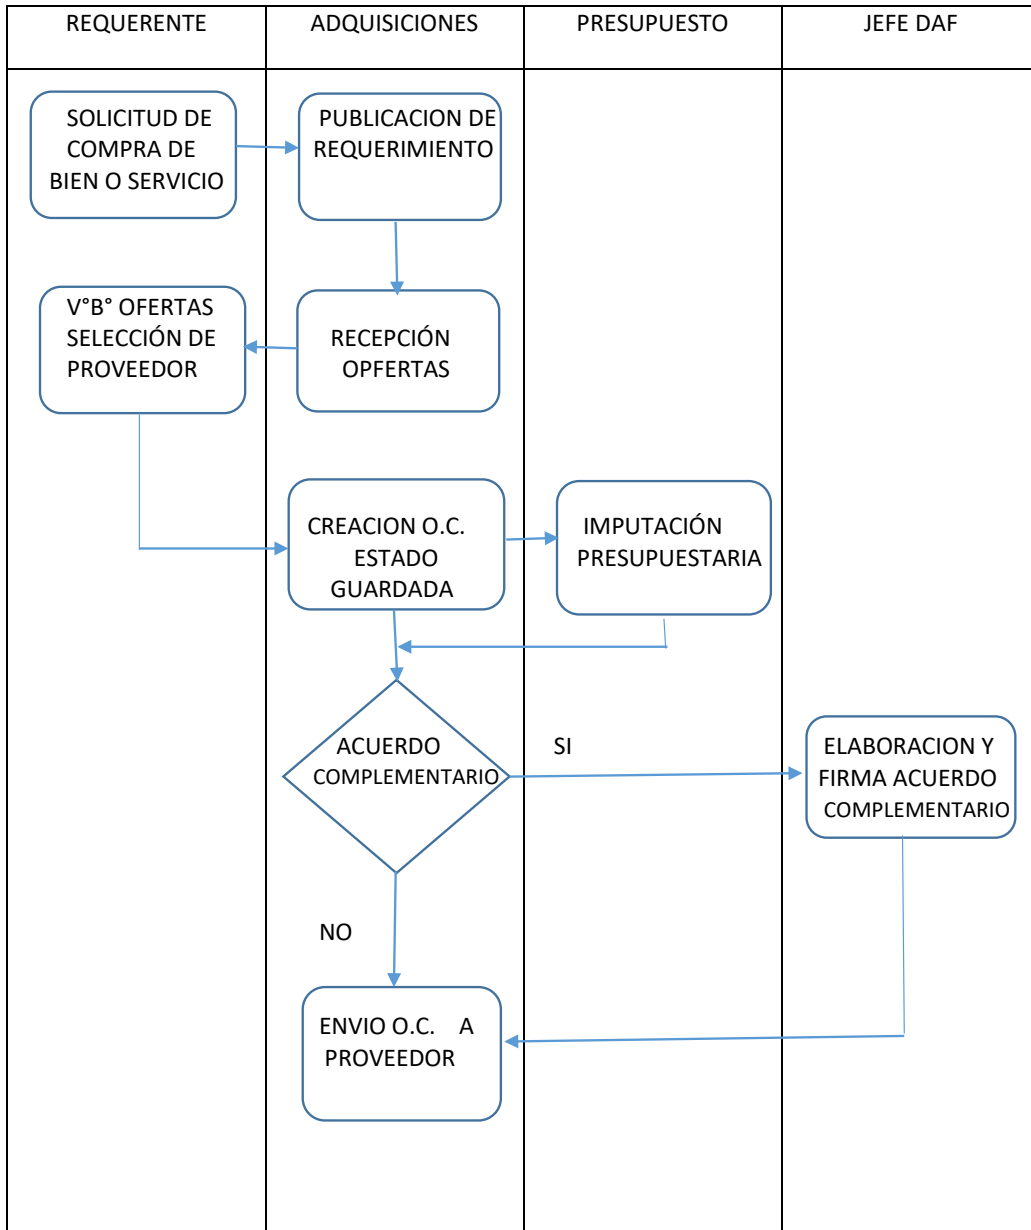 REQUERENTE
ADQUISICIONES
PRESUPUESTO
JEFE DAF
SOLICITUD DE
COMPRA DE
BIEN O SERVICIO
PUBLICACION DE
REQUERIMIENTO
V°B° OFERTAS
SELECCIÓN DE
PROVEEDOR
RECEPCIÓN
OPFERTAS
CREACION O.C.
ESTADO
GUARDADA
IMPUTACIÓN
PRESUPUESTARIA
ACUERDO
COMPLEMENTARIO
SI
ELABORACION Y
FIRMA ACUERDO
COMPLEMENTARIO
NO
ENVIO O.C. A
PROVEEDOR